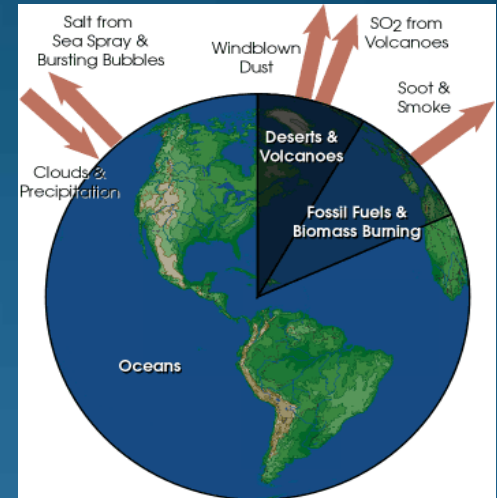 Salt from
Sea Spray &
Bursting Bubbles
Windblown
Dust
SO2 from
Volcanoes
Soot &
Smoke
Clouds &
Precipitation
Deserts &
Volcanoes
Fossil Fuels &
Biomass Burning
Oceans